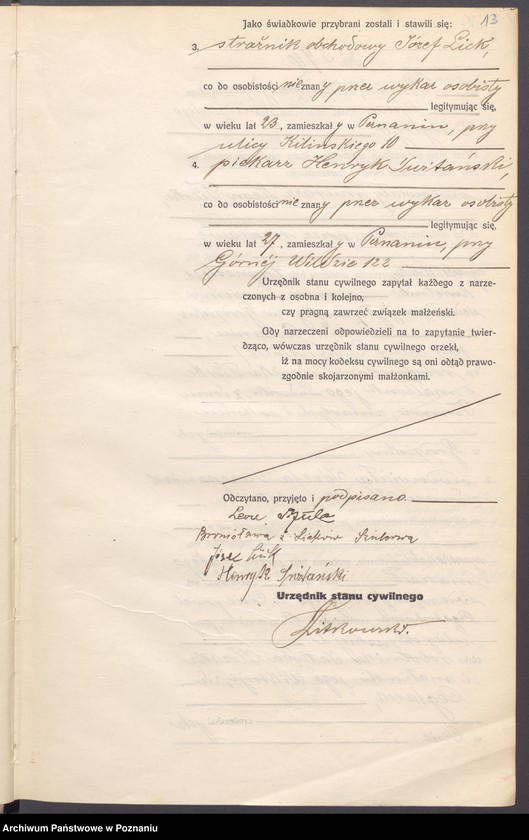 13
Jako świadkowie przybrani zostali i stawili się:
3. strażnik obchodowy Józef Lick,
co do osobistości nieznany przez wykaz osobisty
legitymując się,
w wieku lat 23, zamieszkały w Poznaniu, przy
ulicy Kilinskiego 10
4. piekarz Henryk
co do osobistości nieznany przez wykaz osobisty
legitymując się,
w wieku lat 27, zamieszkały w Poznaniu, przy
Górnej Wildzie 122
Urzędnik stanu cywilnego zapytał każdego z narze-
czonych z osobna i kolejno,
czy pragną zawrzeć związek małżeński.
Gdy narzeczeni odpowiedzieli na to zapytanie twier-
dząco, wówczas urzędnik stanu cywilnego orzekł,
iż na mocy kodeksu cywilnego są oni odtąd prawo-
zgodnie skojarzonymi małżonkami.
Odczytano, przyjęto i podpisano
Bronisława z Licków
Józef Lick
Henryk
Urzędnik stanu cywilnego
Archiwum Państwowe w Poznaniu